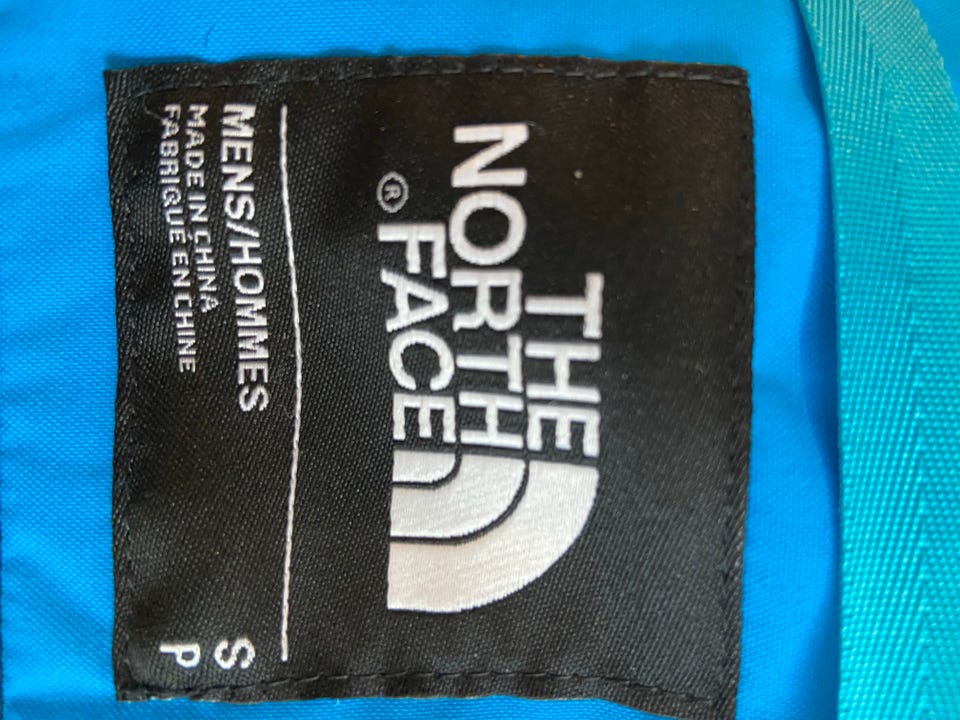 THE
NORTH
FACE
®
MENS/HOMMES S
MADE IN CHINA P
FABRIQUÉ EN CHINE